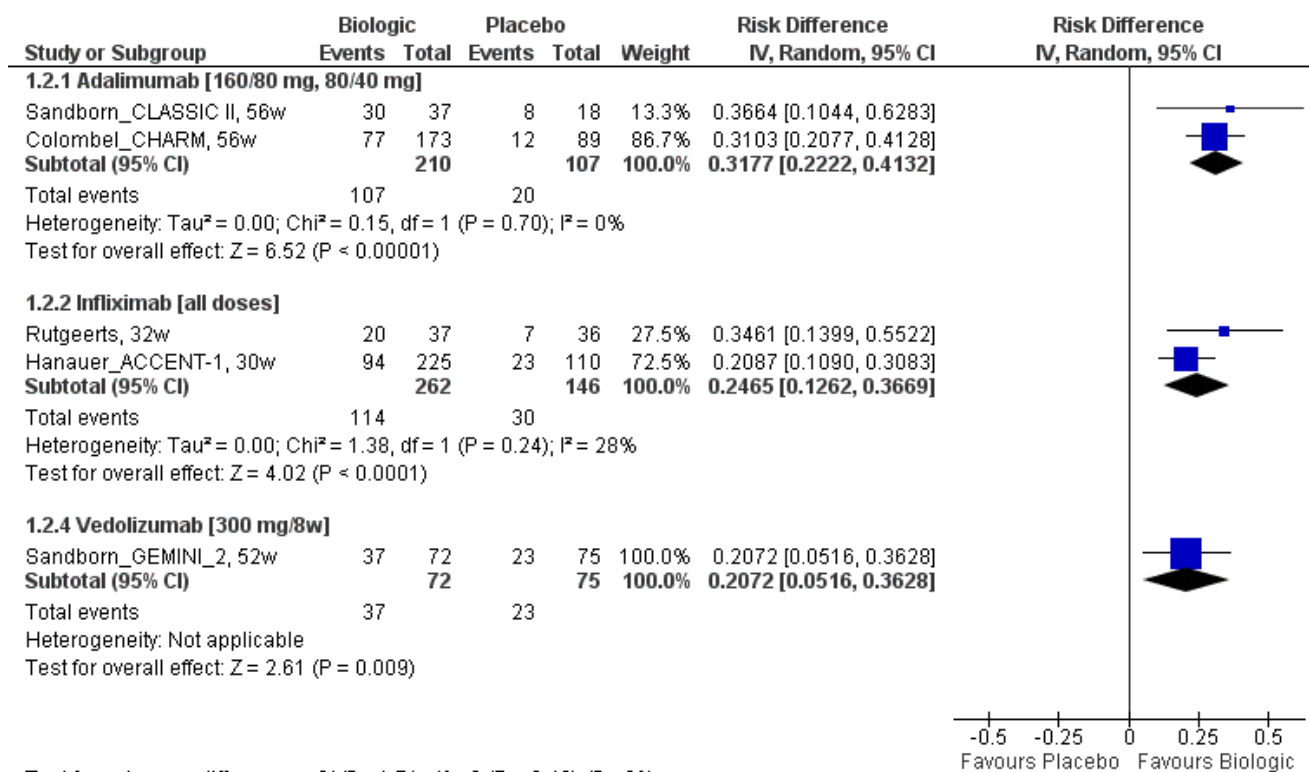 Biologic Placebo Risk Difference Risk Difference
Study or Subgroup Events Total Events Total Weight IV, Random, 95% CI IV, Random, 95% CI
1.2.1 Adalimumab [160/80 mg, 80/40 mg]
Sandborn_CLASSIC II, 56w 30 37 8 18 13.3% 0.3664 [0.1044, 0.6283]
Colombel_CHARM, 56w 77 173 12 89 86.7% 0.3103 [0.2077, 0.4128]
Subtotal (95% CI) 210 107 100.0% 0.3177 [0.2222, 0.4132]
Total events 107 20
Heterogeneity: Tau² = 0.00; Chi² = 0.15, df = 1 (P = 0.70); I² = 0%
Test for overall effect: Z = 6.52 (P < 0.00001)
1.2.2 Infliximab [all doses]
Rutgeerts, 32w 20 37 7 36 27.5% 0.3461 [0.1399, 0.5522]
Hanauer_ACCENT-1, 30w 94 225 23 110 72.5% 0.2087 [0.1090, 0.3083]
Subtotal (95% CI) 262 146 100.0% 0.2465 [0.1262, 0.3669]
Total events 114 30
Heterogeneity: Tau² = 0.00; Chi² = 1.38, df = 1 (P = 0.24); I² = 28%
Test for overall effect: Z = 4.02 (P < 0.0001)
1.2.4 Vedolizumab [300 mg/8w]
Sandborn_GEMINI_2, 52w 37 72 23 75 100.0% 0.2072 [0.0516, 0.3628]
Subtotal (95% CI) 72 75 100.0% 0.2072 [0.0516, 0.3628]
Total events 37 23
Heterogeneity: Not applicable
Test for overall effect: Z = 2.61 (P = 0.009)
-0.5 -0.25 0 0.25 0.5
Favours Placebo Favours Biologic